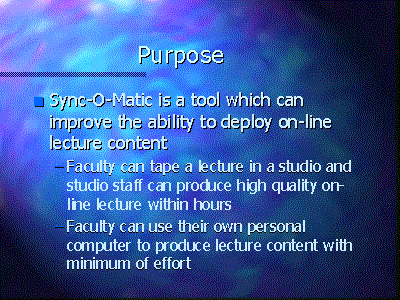 Purpose
Sync-O-Matic is a tool which can
improve the ability to deploy on-line
lecture content
–Faculty can tape a lecture in a studio and
studio staff can produce high quality on-
line lecture within hours
–Faculty can use their own personal
computer to produce lecture content with
minimum of effort